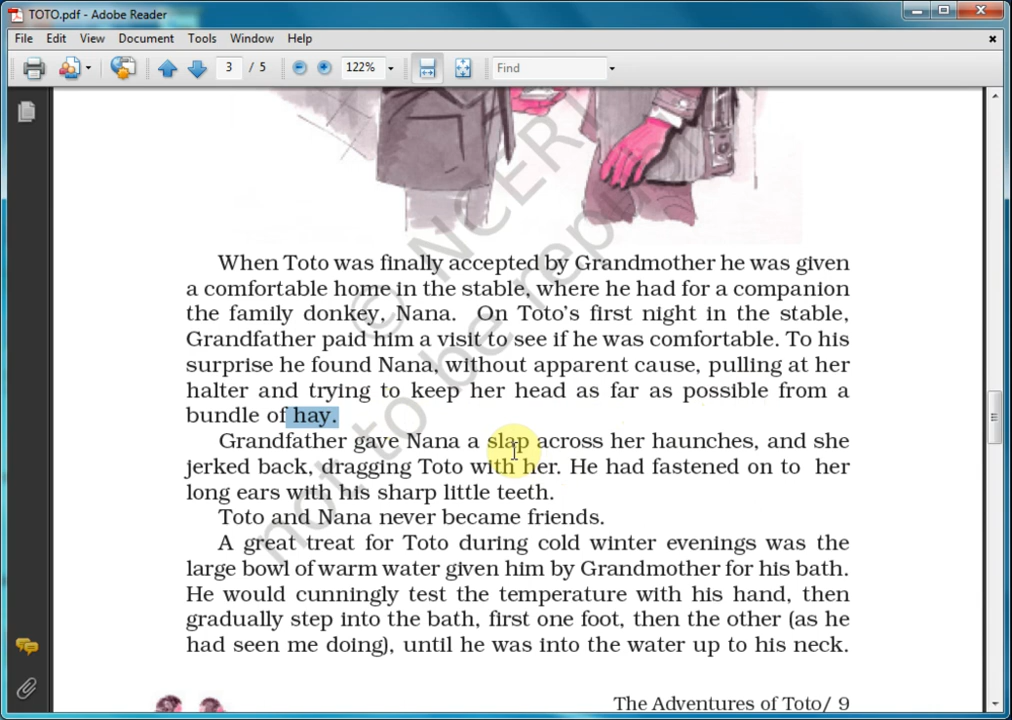 TOTO.pdf - Adobe Reader
File Edit View Document Tools Window Help
3 / 5 122% Find
© NCERT
not to be republ
When Toto was finally accepted by Grandmother he was given
a comfortable home in the stable, where he had for a companion
the family donkey, Nana. On Toto's first night in the stable,
Grandfather paid him a visit to see if he was comfortable. To his
surprise he found Nana, without apparent cause, pulling at her
halter and trying to keep her head as far as possible from a
bundle of hay.
Grandfather gave Nana a slap across her haunches, and she
jerked back, dragging Toto with her. He had fastened on to her
long ears with his sharp little teeth.
Toto and Nana never became friends.
A great treat for Toto during cold winter evenings was the
large bowl of warm water given him by Grandmother for his bath.
He would cunningly test the temperature with his hand, then
gradually step into the bath, first one foot, then the other (as he
had seen me doing), until he was into the water up to his neck.
The Adventures of Toto/ 9